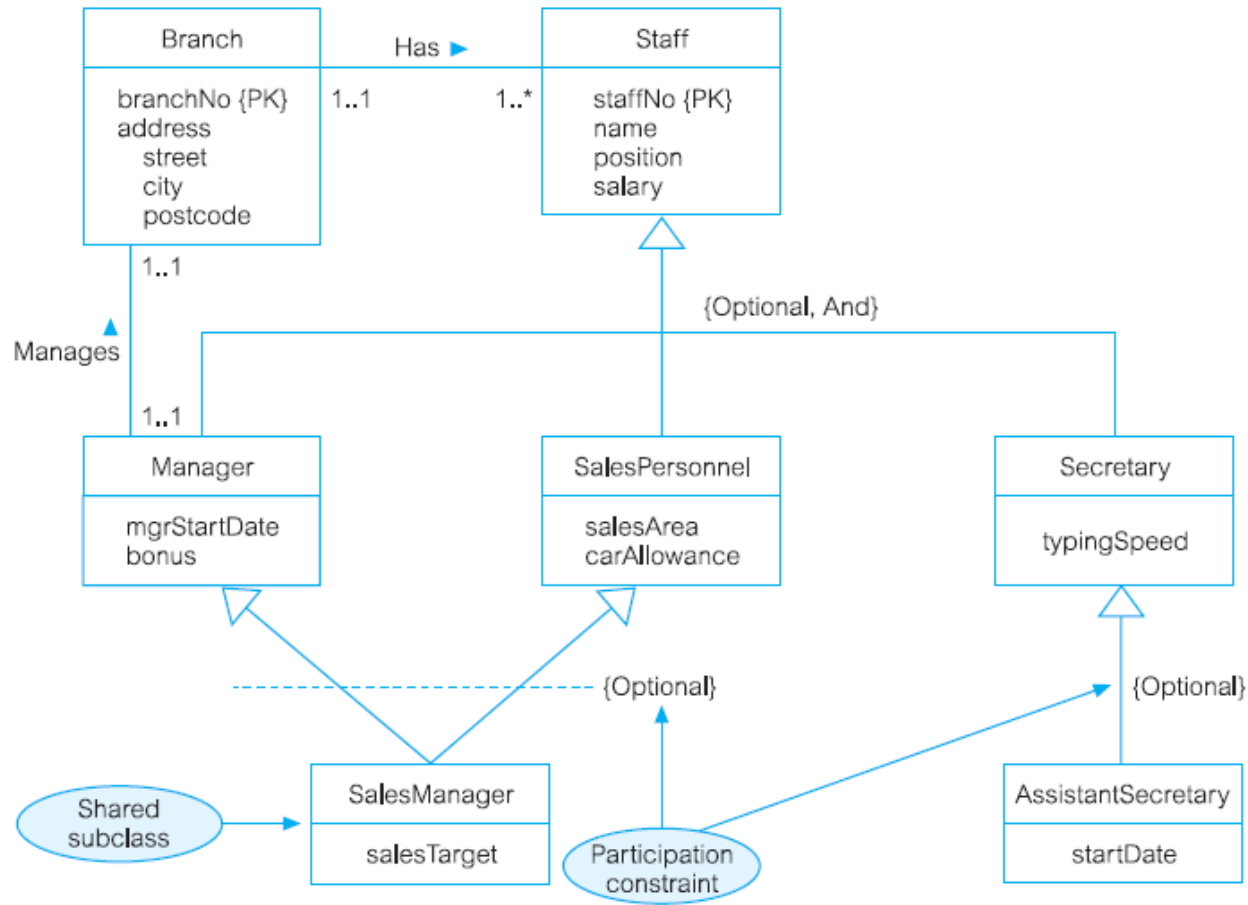 Branch
Has
Staff
branchNo {PK}
address
street
city
postcode
1..1
1..*
staffNo {PK}
name
position
salary
1..1
{Optional, And}
Manages
1..1
Manager
mgrStartDate
bonus
SalesPersonnel
salesArea
carAllowance
Secretary
typingSpeed
{Optional}
{Optional}
Shared
subclass
SalesManager
salesTarget
Participation
constraint
AssistantSecretary
startDate